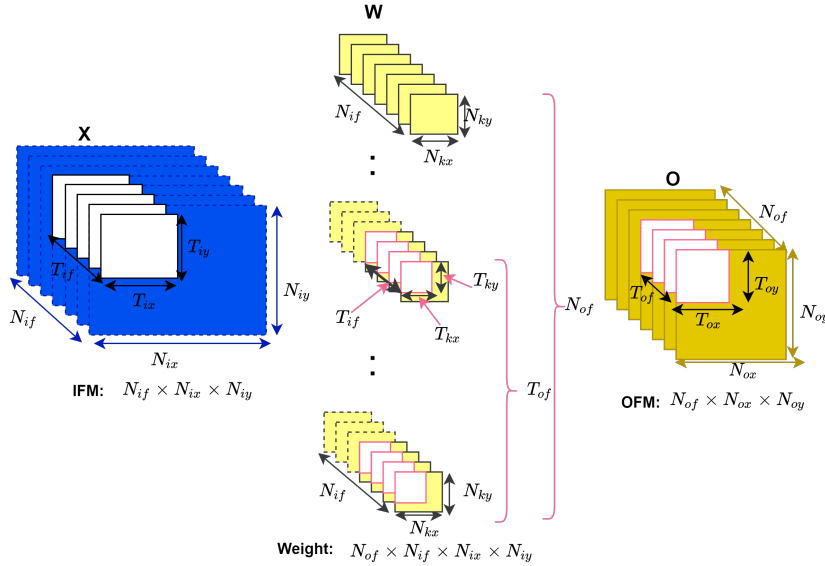 W
N_{if}
N_{ky}
N_{kx}
X
T_{iy}
T_{if}
T_{ix}
N_{iy}
N_{if}
N_{ix}
IFM: N_{if} × N_{ix} × N_{iy}
:
T_{ky}
T_{if}
T_{kx}
:
T_{of}
N_{of}
N_{if}
N_{ky}
N_{kx}
Weight: N_{of} × N_{if} × N_{ix} × N_{iy}
O
N_{of}
T_{oy}
T_{of}
T_{ox}
N_{oy}
N_{ox}
OFM: N_{of} × N_{ox} × N_{oy}